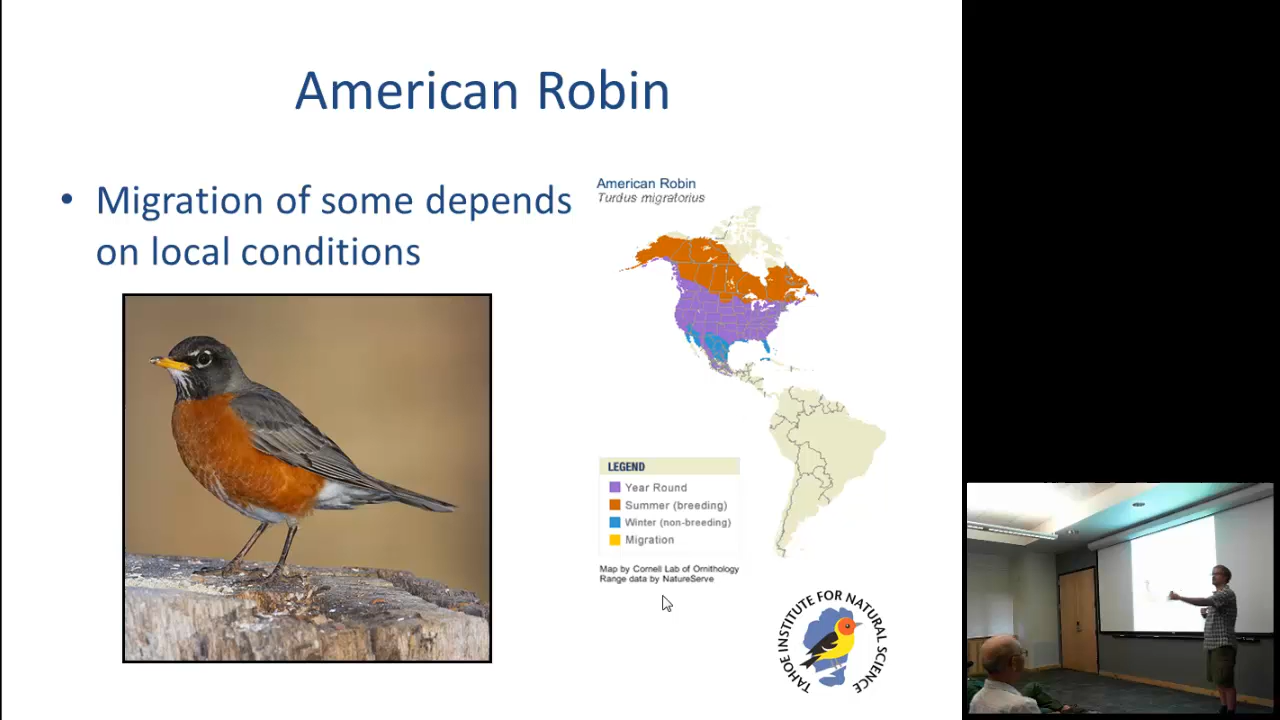 American Robin
• Migration of some depends
on local conditions
American Robin
Turdus migratorius
LEGEND
Year Round
Summer (breeding)
Winter (non-breeding)
Migration
Map by Cornell Lab of Ornithology
Range data by NatureServe
TAHOE INSTITUTE FOR NATURAL SCIENCE